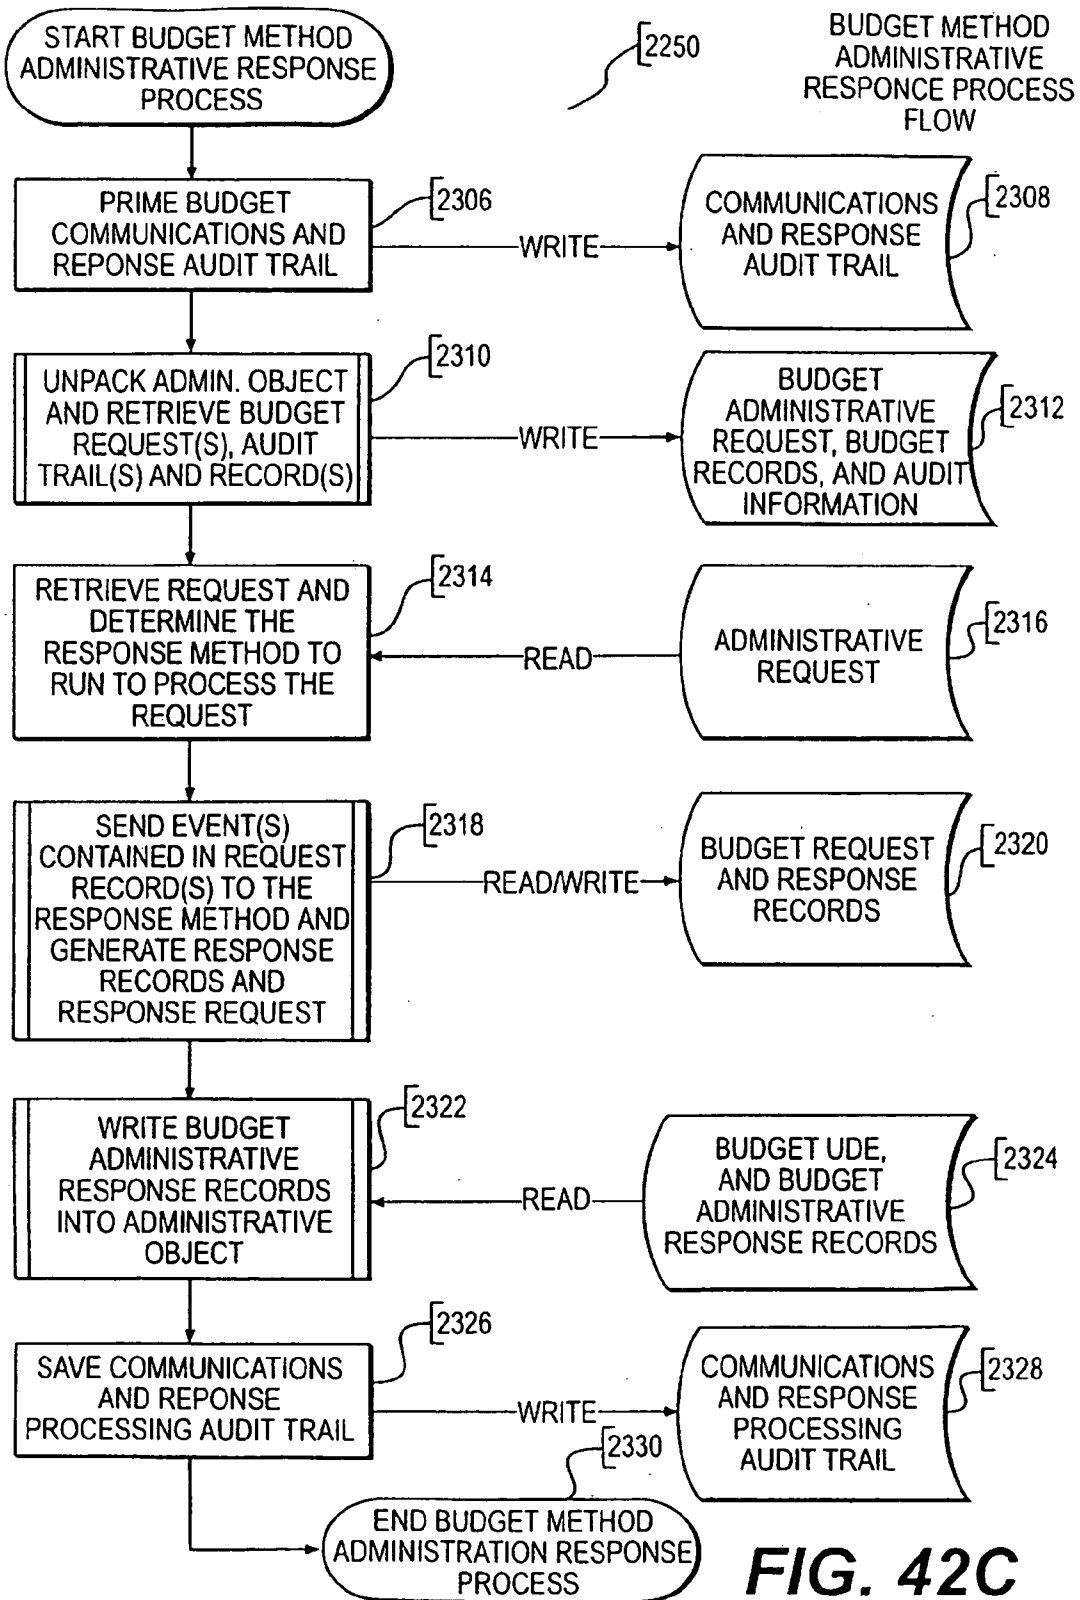 START BUDGET METHOD
ADMINISTRATIVE RESPONSE
PROCESS
2250
BUDGET METHOD
ADMINISTRATIVE
RESPONCE PROCESS
FLOW
PRIME BUDGET
COMMUNICATIONS AND
REPONSE AUDIT TRAIL
2306
WRITE
COMMUNICATIONS
AND RESPONSE
AUDIT TRAIL
2308
UNPACK ADMIN. OBJECT
AND RETRIEVE BUDGET
REQUEST(S), AUDIT
TRAIL(S) AND RECORD(S)
2310
WRITE
BUDGET
ADMINISTRATIVE
REQUEST, BUDGET
RECORDS, AND AUDIT
INFORMATION
2312
RETRIEVE REQUEST AND
DETERMINE THE
RESPONSE METHOD TO
RUN TO PROCESS THE
REQUEST
2314
READ
ADMINISTRATIVE
REQUEST
2316
SEND EVENT(S)
CONTAINED IN REQUEST
RECORD(S) TO THE
RESPONSE METHOD AND
GENERATE RESPONSE
RECORDS AND
RESPONSE REQUEST
2318
READ/WRITE
BUDGET REQUEST
AND RESPONSE
RECORDS
2320
WRITE BUDGET
ADMINISTRATIVE
RESPONSE RECORDS
INTO ADMINISTRATIVE
OBJECT
2322
READ
BUDGET UDE,
AND BUDGET
ADMINISTRATIVE
RESPONSE RECORDS
2324
SAVE COMMUNICATIONS
AND REPONSE
PROCESSING AUDIT TRAIL
2326
WRITE
COMMUNICATIONS
AND RESPONSE
PROCESSING
AUDIT TRAIL
2328
2330
END BUDGET METHOD
ADMINISTRATION RESPONSE
PROCESS
FIG. 42C